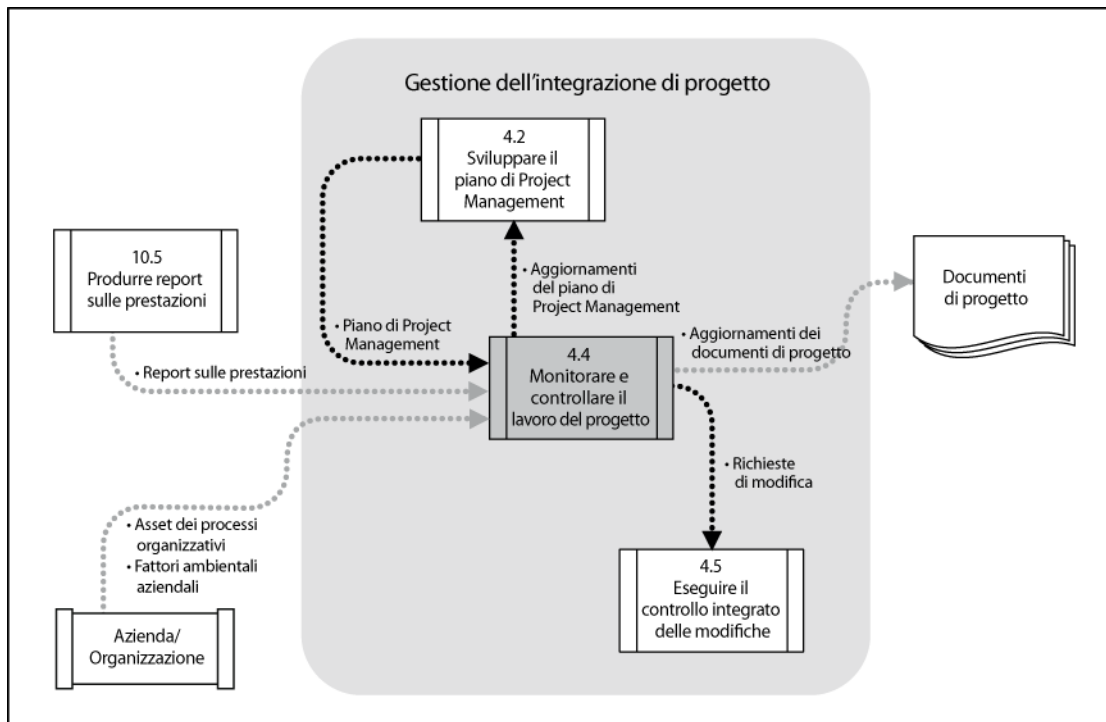 Gestione dell'integrazione di progetto
4.2
Sviluppare il
piano di Project
Management
10.5
Produrre report
sulle prestazioni
• Aggiornamenti
del piano di
Project Management
Documenti
di progetto
• Piano di Project
Management
• Aggiornamenti dei
documenti di progetto
• Report sulle prestazioni
4.4
Monitorare e
controllare il
lavoro del progetto
• Richieste
di modifica
• Asset dei processi
organizzativi
• Fattori ambientali
aziendali
4.5
Eseguire il
controllo integrato
delle modifiche
Azienda/
Organizzazione